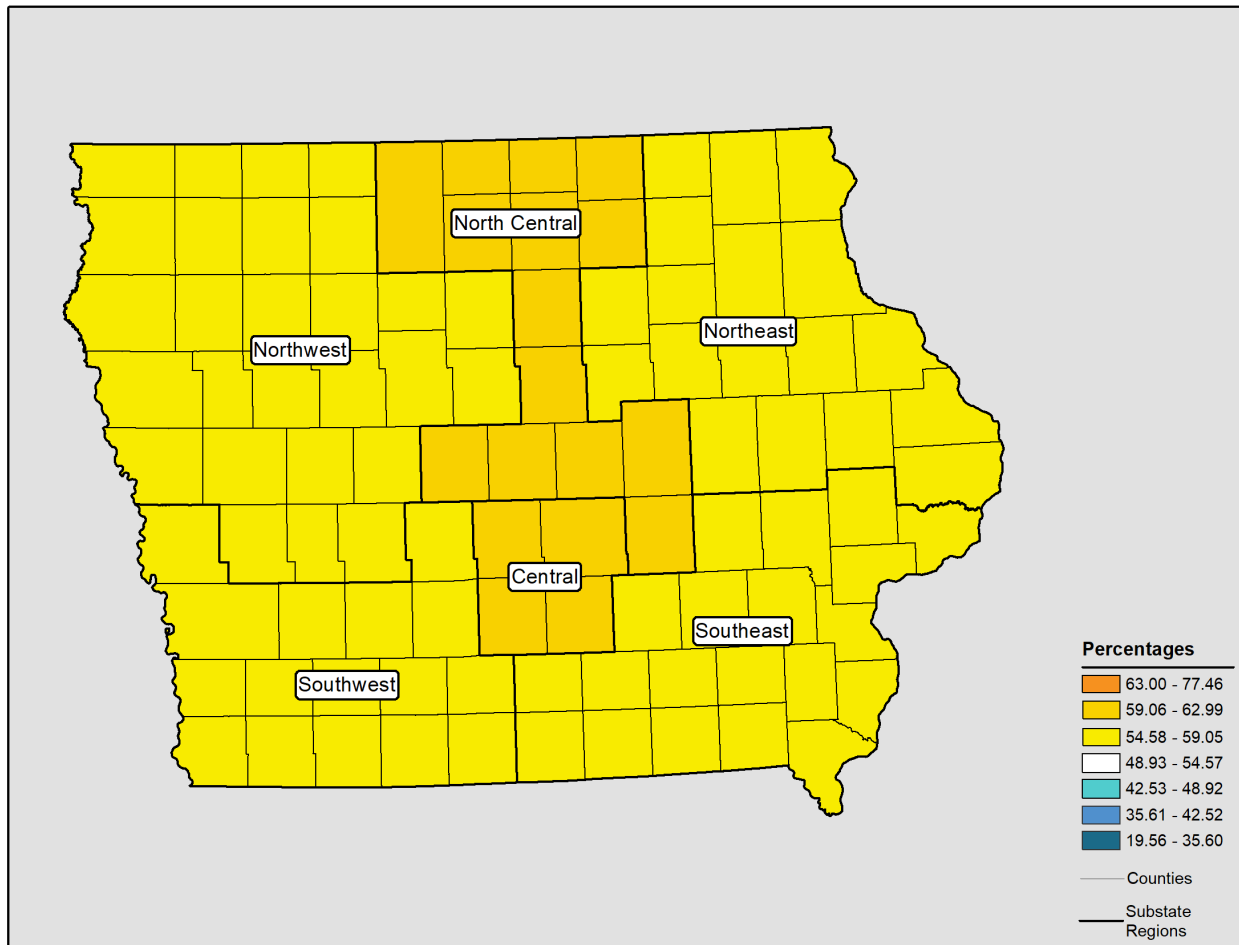 North Central
Northeast
Northwest
Central
Southeast
Southwest
Percentages
63.00 - 77.46
59.06 - 62.99
54.58 - 59.05
48.93 - 54.57
42.53 - 48.92
35.61 - 42.52
19.56 - 35.60
Counties
Substate
Regions